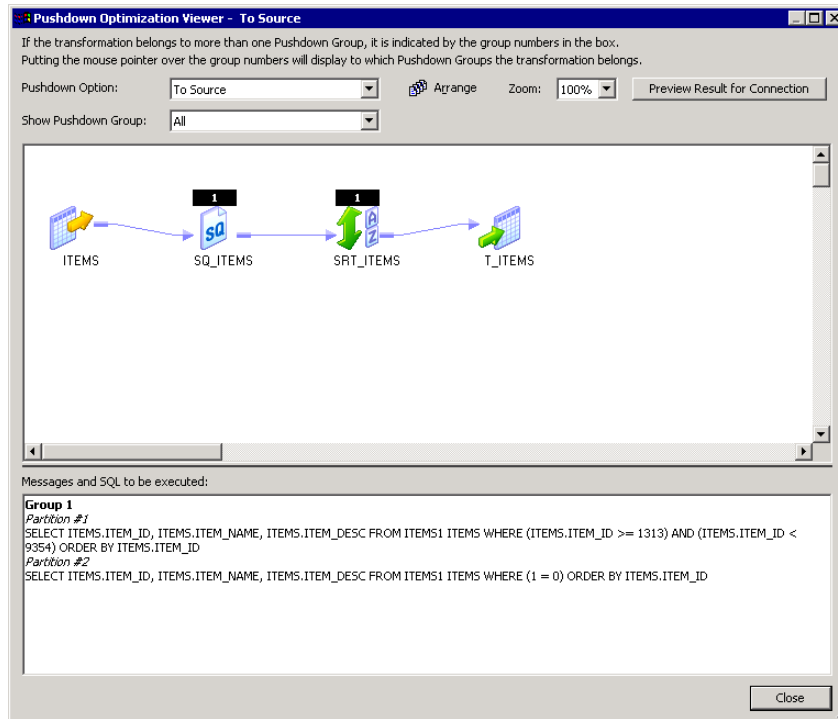 Pushdown Optimization Viewer - To Source
If the transformation belongs to more than one Pushdown Group, it is indicated by the group numbers in the box.
Putting the mouse pointer over the group numbers will display to which Pushdown Groups the transformation belongs.
Pushdown Option: To Source Arrange Zoom: 100% Preview Result for Connection
Show Pushdown Group: All
1 1
SQ A Z
ITEMS SQ_ITEMS SRT_ITEMS T_ITEMS
Messages and SQL to be executed:
Group 1
Partition #1
SELECT ITEMS.ITEM_ID, ITEMS.ITEM_NAME, ITEMS.ITEM_DESC FROM ITEMS1 ITEMS WHERE (ITEMS.ITEM_ID >= 1313) AND (ITEMS.ITEM_ID <
9354) ORDER BY ITEMS.ITEM_ID
Partition #2
SELECT ITEMS.ITEM_ID, ITEMS.ITEM_NAME, ITEMS.ITEM_DESC FROM ITEMS1 ITEMS WHERE (1 = 0) ORDER BY ITEMS.ITEM_ID
Close